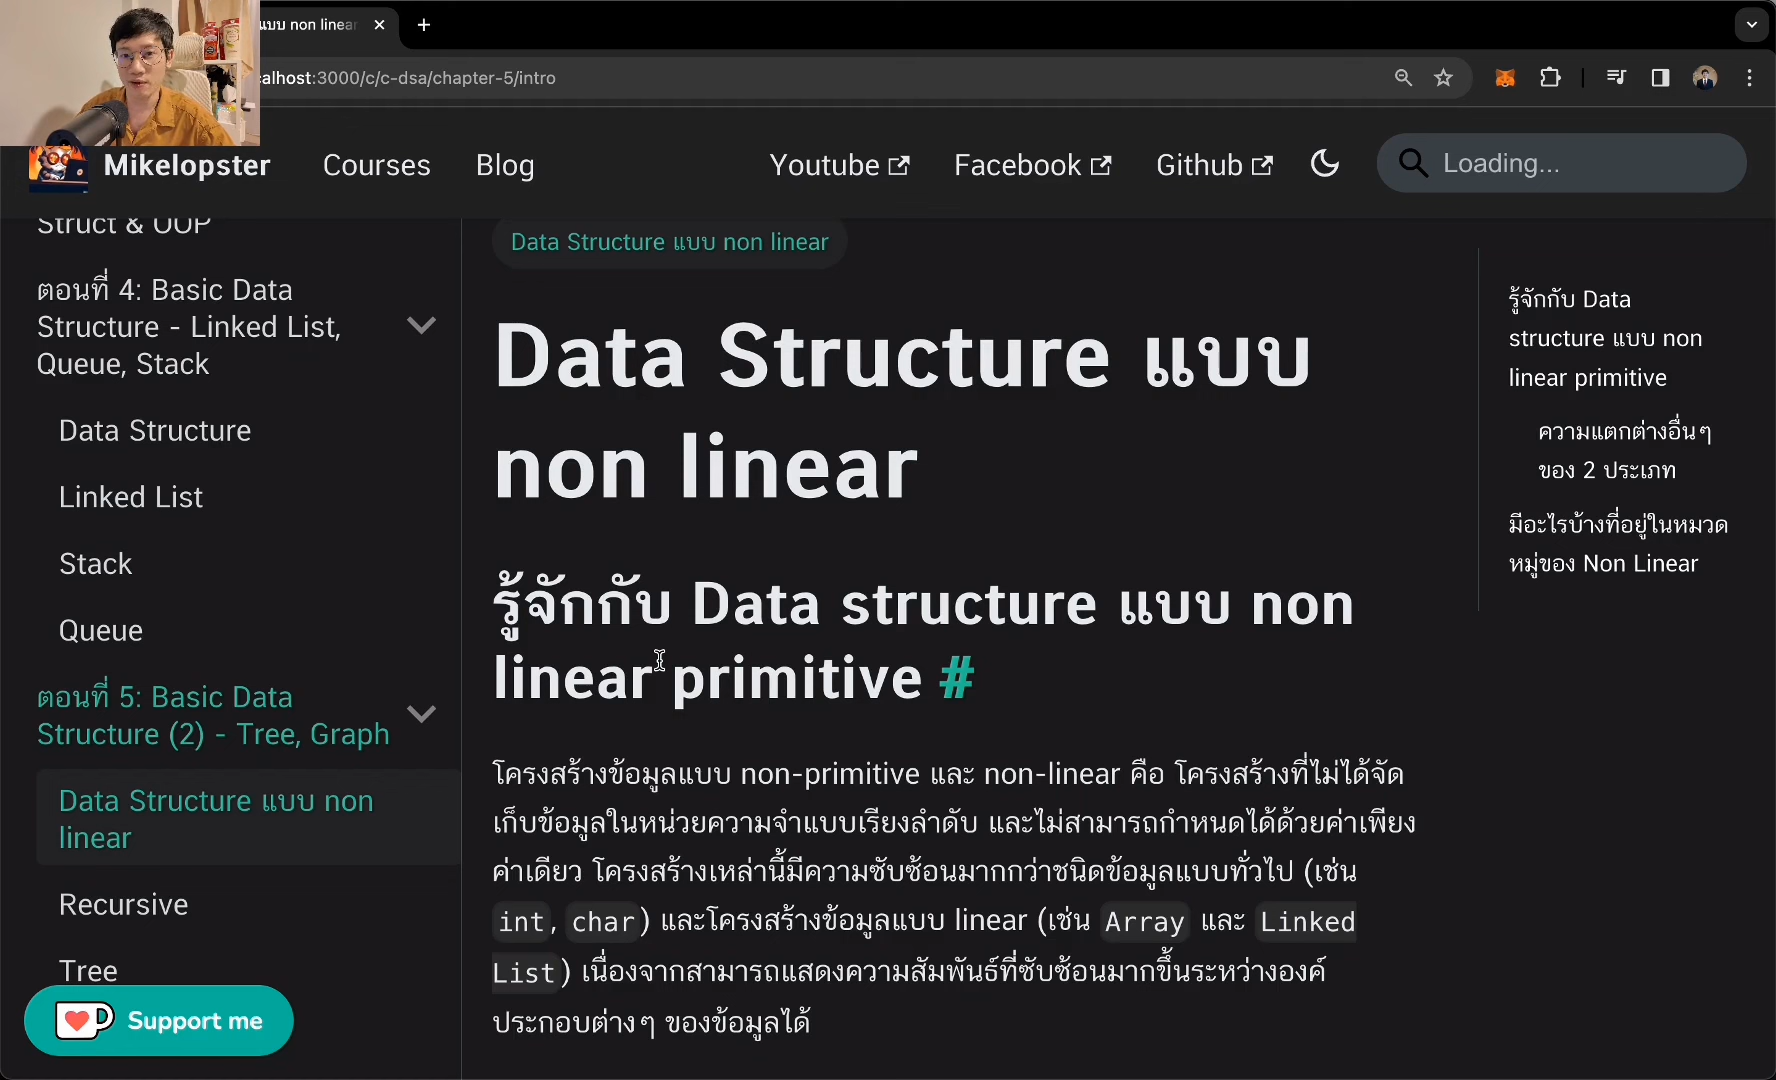 แบบ non linear
localhost:3000/c/c-dsa/chapter-5/intro
Mikelopster
Courses
Blog
Youtube
Facebook
Github
Loading...
Struct & OOP
ตอนที่ 4: Basic Data
Structure - Linked List,
Queue, Stack
Data Structure
Linked List
Stack
Queue
ตอนที่ 5: Basic Data
Structure (2) - Tree, Graph
Data Structure แบบ non
linear
Recursive
Tree
Support me
Data Structure แบบ non linear
Data Structure แบบ
non linear
รู้จักกับ Data structure แบบ non
linear primitive #
โครงสร้างข้อมูลแบบ non-primitive และ non-linear คือ โครงสร้างที่ไม่ได้จัด
เก็บข้อมูลในหน่วยความจำแบบเรียงลำดับ และไม่สามารถกำหนดได้ด้วยค่าเพียง
ค่าเดียว โครงสร้างเหล่านี้มีความซับซ้อนมากกว่าชนิดข้อมูลแบบทั่วไป (เช่น
int, char) และโครงสร้างข้อมูลแบบ linear (เช่น Array และ Linked
List) เนื่องจากสามารถแสดงความสัมพันธ์ที่ซับซ้อนมากขึ้นระหว่างองค์
ประกอบต่างๆ ของข้อมูลได้
รู้จักกับ Data
structure แบบ non
linear primitive
ความแตกต่างอื่นๆ
ของ 2 ประเภท
มีอะไรบ้างที่อยู่ในหมวด
หมู่ของ Non Linear